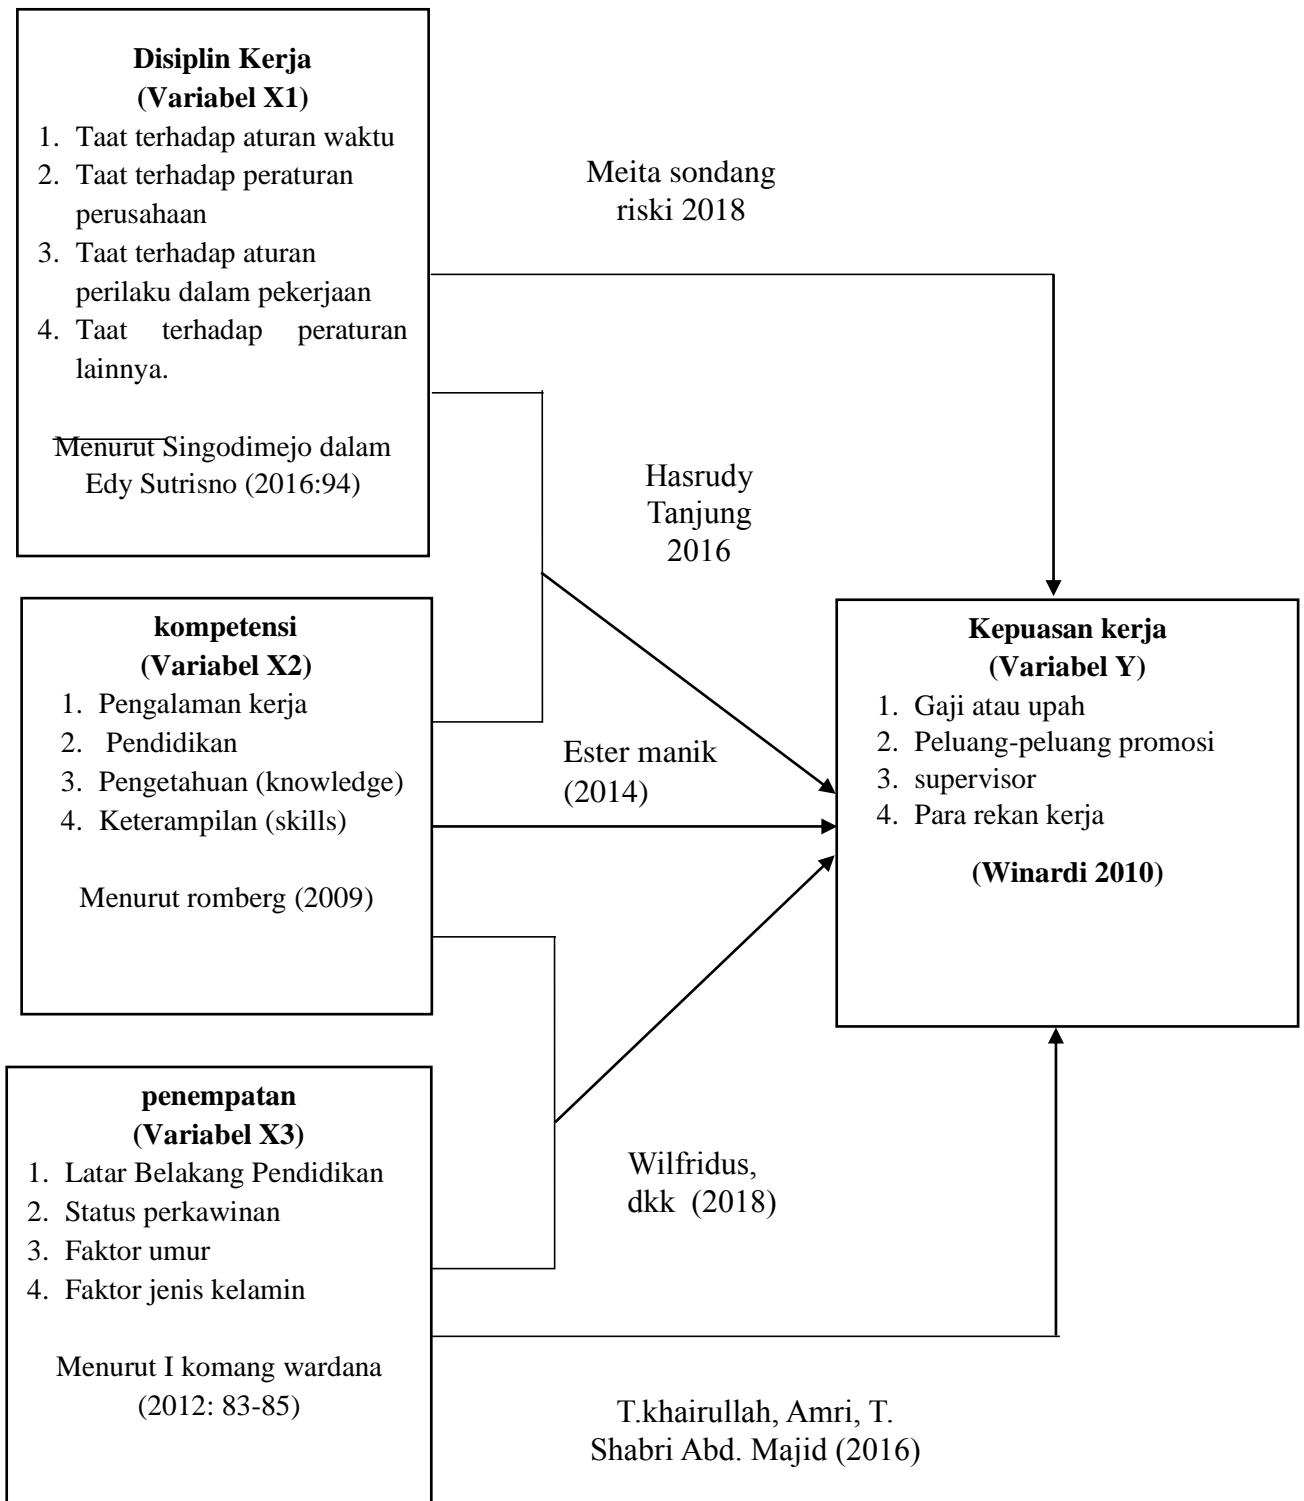 Disiplin Kerja
(Variabel X1)
1. Taat terhadap aturan waktu
2. Taat terhadap peraturan
perusahaan
3. Taat terhadap aturan
perilaku dalam pekerjaan
4. Taat terhadap peraturan
lainnya.
Menurut Singodimejo dalam
Edy Sutrisno (2016:94)
Meita sondang
riski 2018
Hasrudy
Tanjung
2016
kompetensi
(Variabel X2)
1. Pengalaman kerja
2. Pendidikan
3. Pengetahuan (knowledge)
4. Keterampilan (skills)
Menurut romberg (2009)
Ester manik
(2014)
Kepuasan kerja
(Variabel Y)
1. Gaji atau upah
2. Peluang-peluang promosi
3. supervisor
4. Para rekan kerja
(Winardi 2010)
penempatan
(Variabel X3)
1. Latar Belakang Pendidikan
2. Status perkawinan
3. Faktor umur
4. Faktor jenis kelamin
Menurut I komang wardana
(2012: 83-85)
Wilfridus,
dkk (2018)
T.khairullah, Amri, T.
Shabri Abd. Majid (2016)